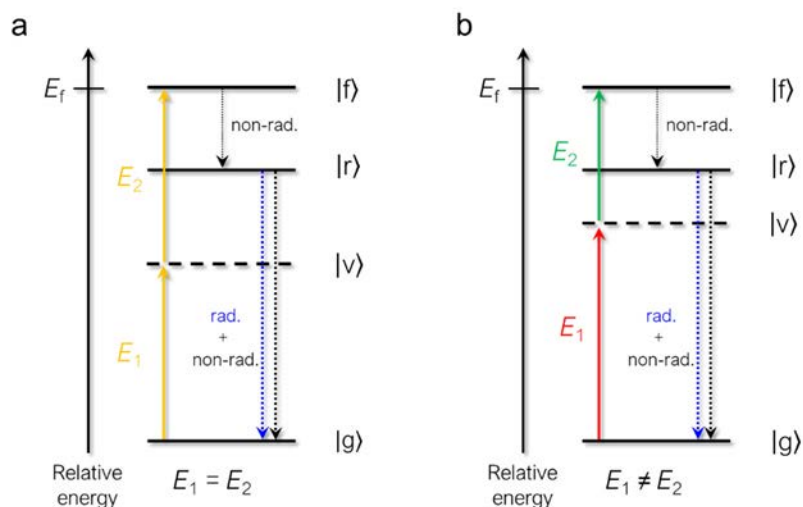 a
E_f
|f⟩
non-rad.
|r⟩
E_2
|v⟩
rad.
+
non-rad.
E_1
|g⟩
Relative
energy
E_1 = E_2
b
E_f
|f⟩
non-rad.
|r⟩
E_2
|v⟩
E_1
rad.
+
non-rad.
|g⟩
Relative
energy
E_1 ≠ E_2